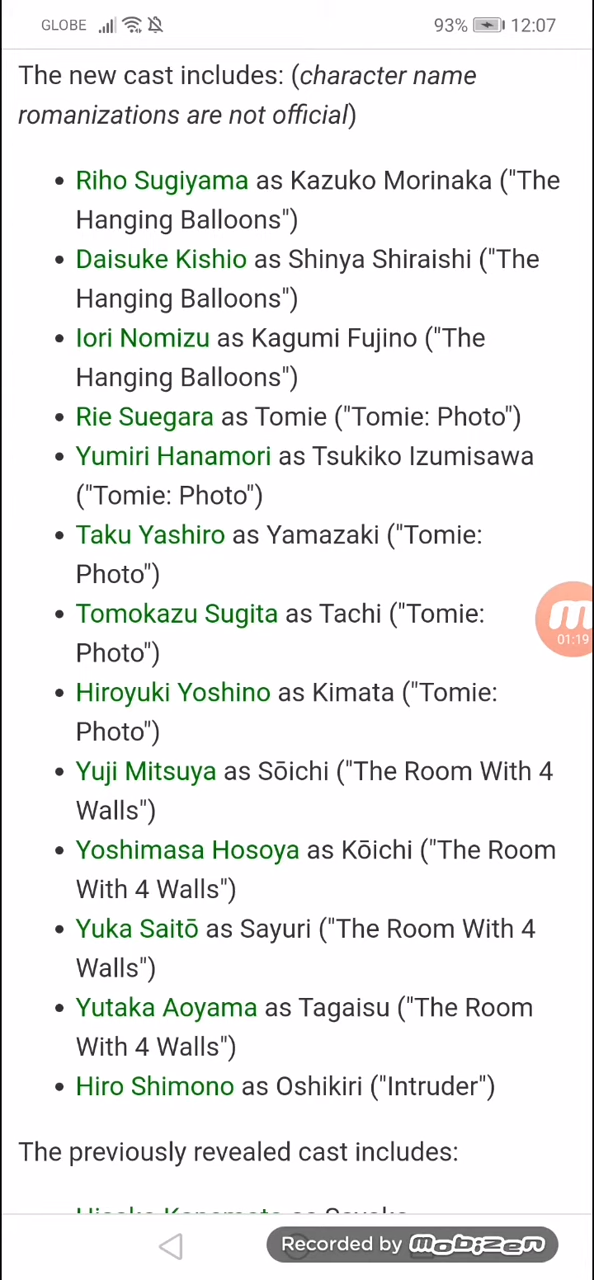 GLOBE 93% 12:07
The new cast includes: (character name
romanizations are not official)
• Riho Sugiyama as Kazuko Morinaka ("The
Hanging Balloons")
• Daisuke Kishio as Shinya Shiraishi ("The
Hanging Balloons")
• Iori Nomizu as Kagumi Fujino ("The
Hanging Balloons")
• Rie Suegara as Tomie ("Tomie: Photo")
• Yumiri Hanamori as Tsukiko Izumisawa
("Tomie: Photo")
• Taku Yashiro as Yamazaki ("Tomie:
Photo")
• Tomokazu Sugita as Tachi ("Tomie:
Photo")
01:19
• Hiroyuki Yoshino as Kimata ("Tomie:
Photo")
• Yuji Mitsuya as Sōichi ("The Room With 4
Walls")
• Yoshimasa Hosoya as Kōichi ("The Room
With 4 Walls")
• Yuka Saitō as Sayuri ("The Room With 4
Walls")
• Yutaka Aoyama as Tagaisu ("The Room
With 4 Walls")
• Hiro Shimono as Oshikiri ("Intruder")
The previously revealed cast includes:
Recorded by mobizen